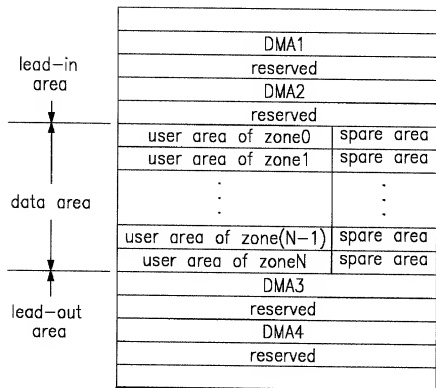 DMA1
lead-in
area
reserved
DMA2
reserved
user area of zone0 spare area
user area of zone1 spare area
data area
user area of zone(N-1) spare area
user area of zoneN spare area
DMA3
lead-out
area
reserved
DMA4
reserved